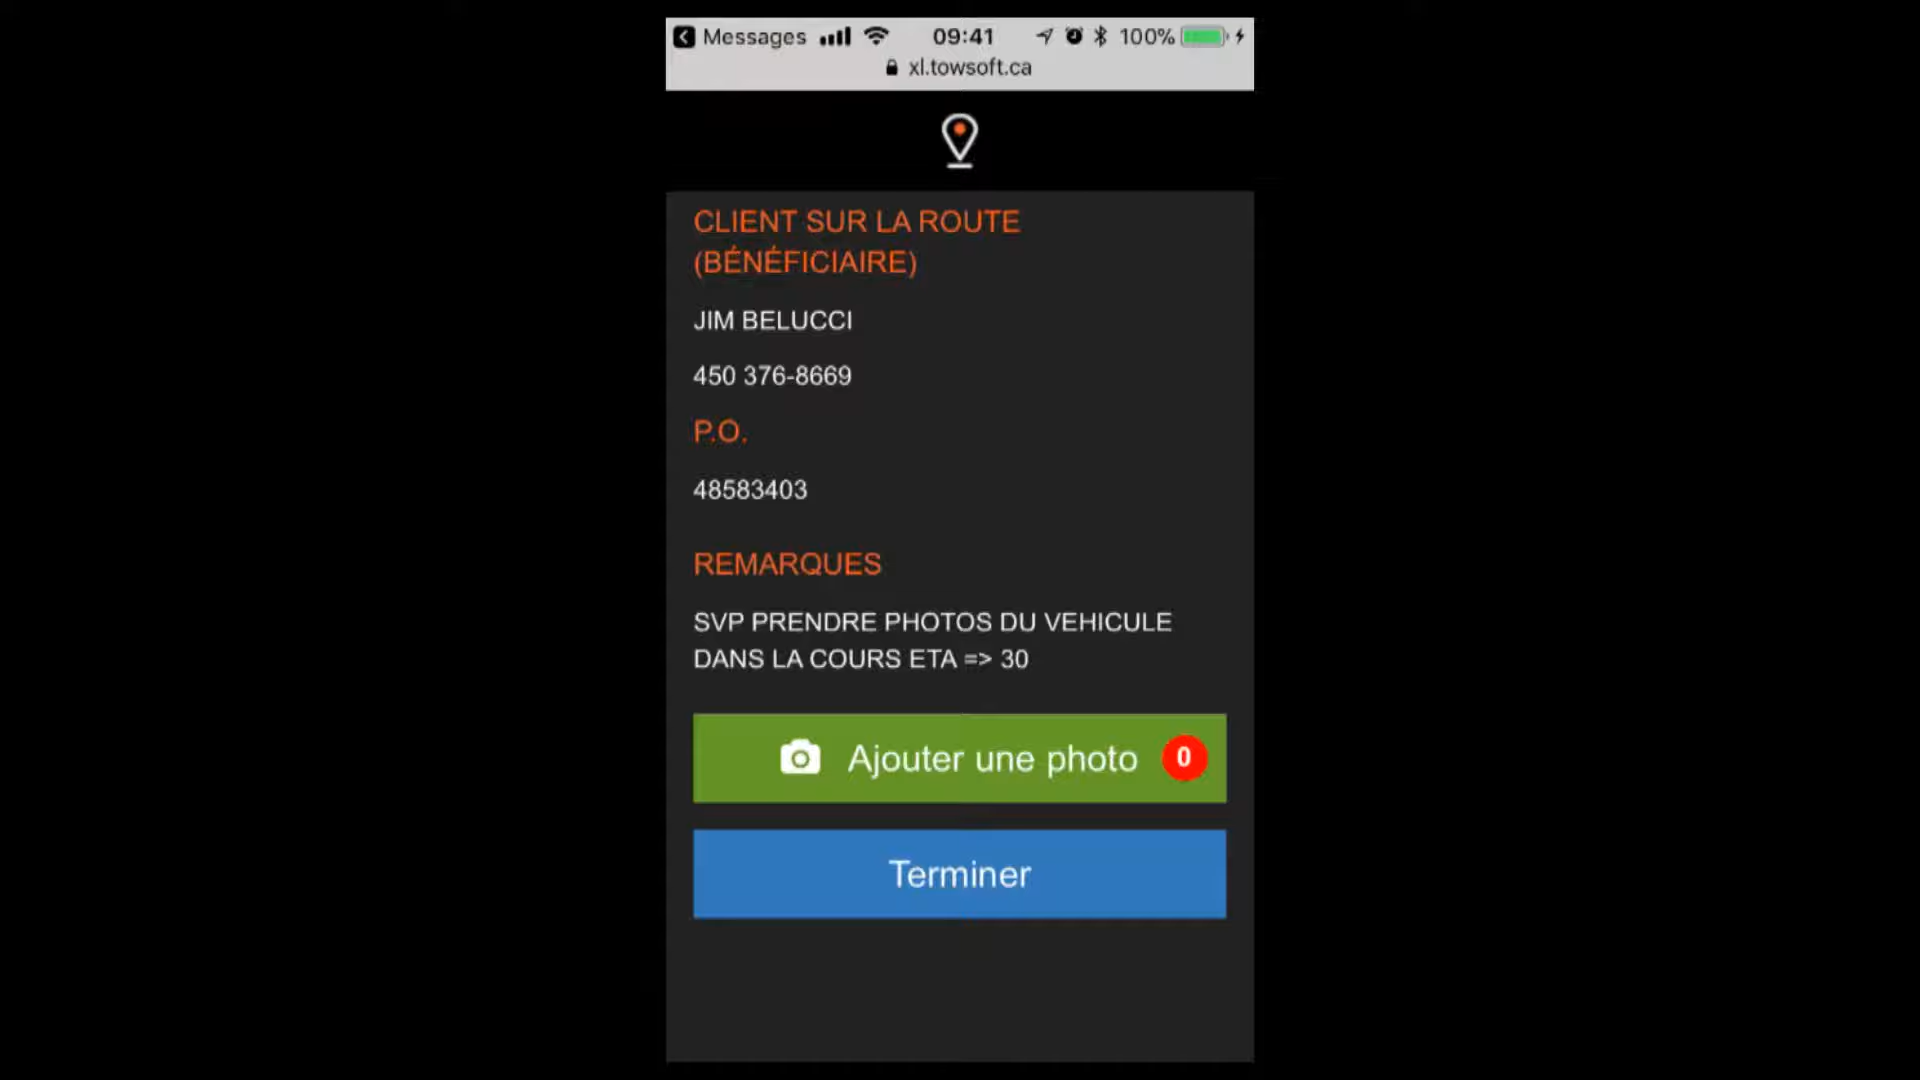 Messages 09:41 100%
xl.towsoft.ca
CLIENT SUR LA ROUTE
(BÉNÉFICIAIRE)
JIM BELUCCI
450 376-8669
P.O.
48583403
REMARQUES
SVP PRENDRE PHOTOS DU VEHICULE
DANS LA COURS ETA => 30
Ajouter une photo 0
Terminer